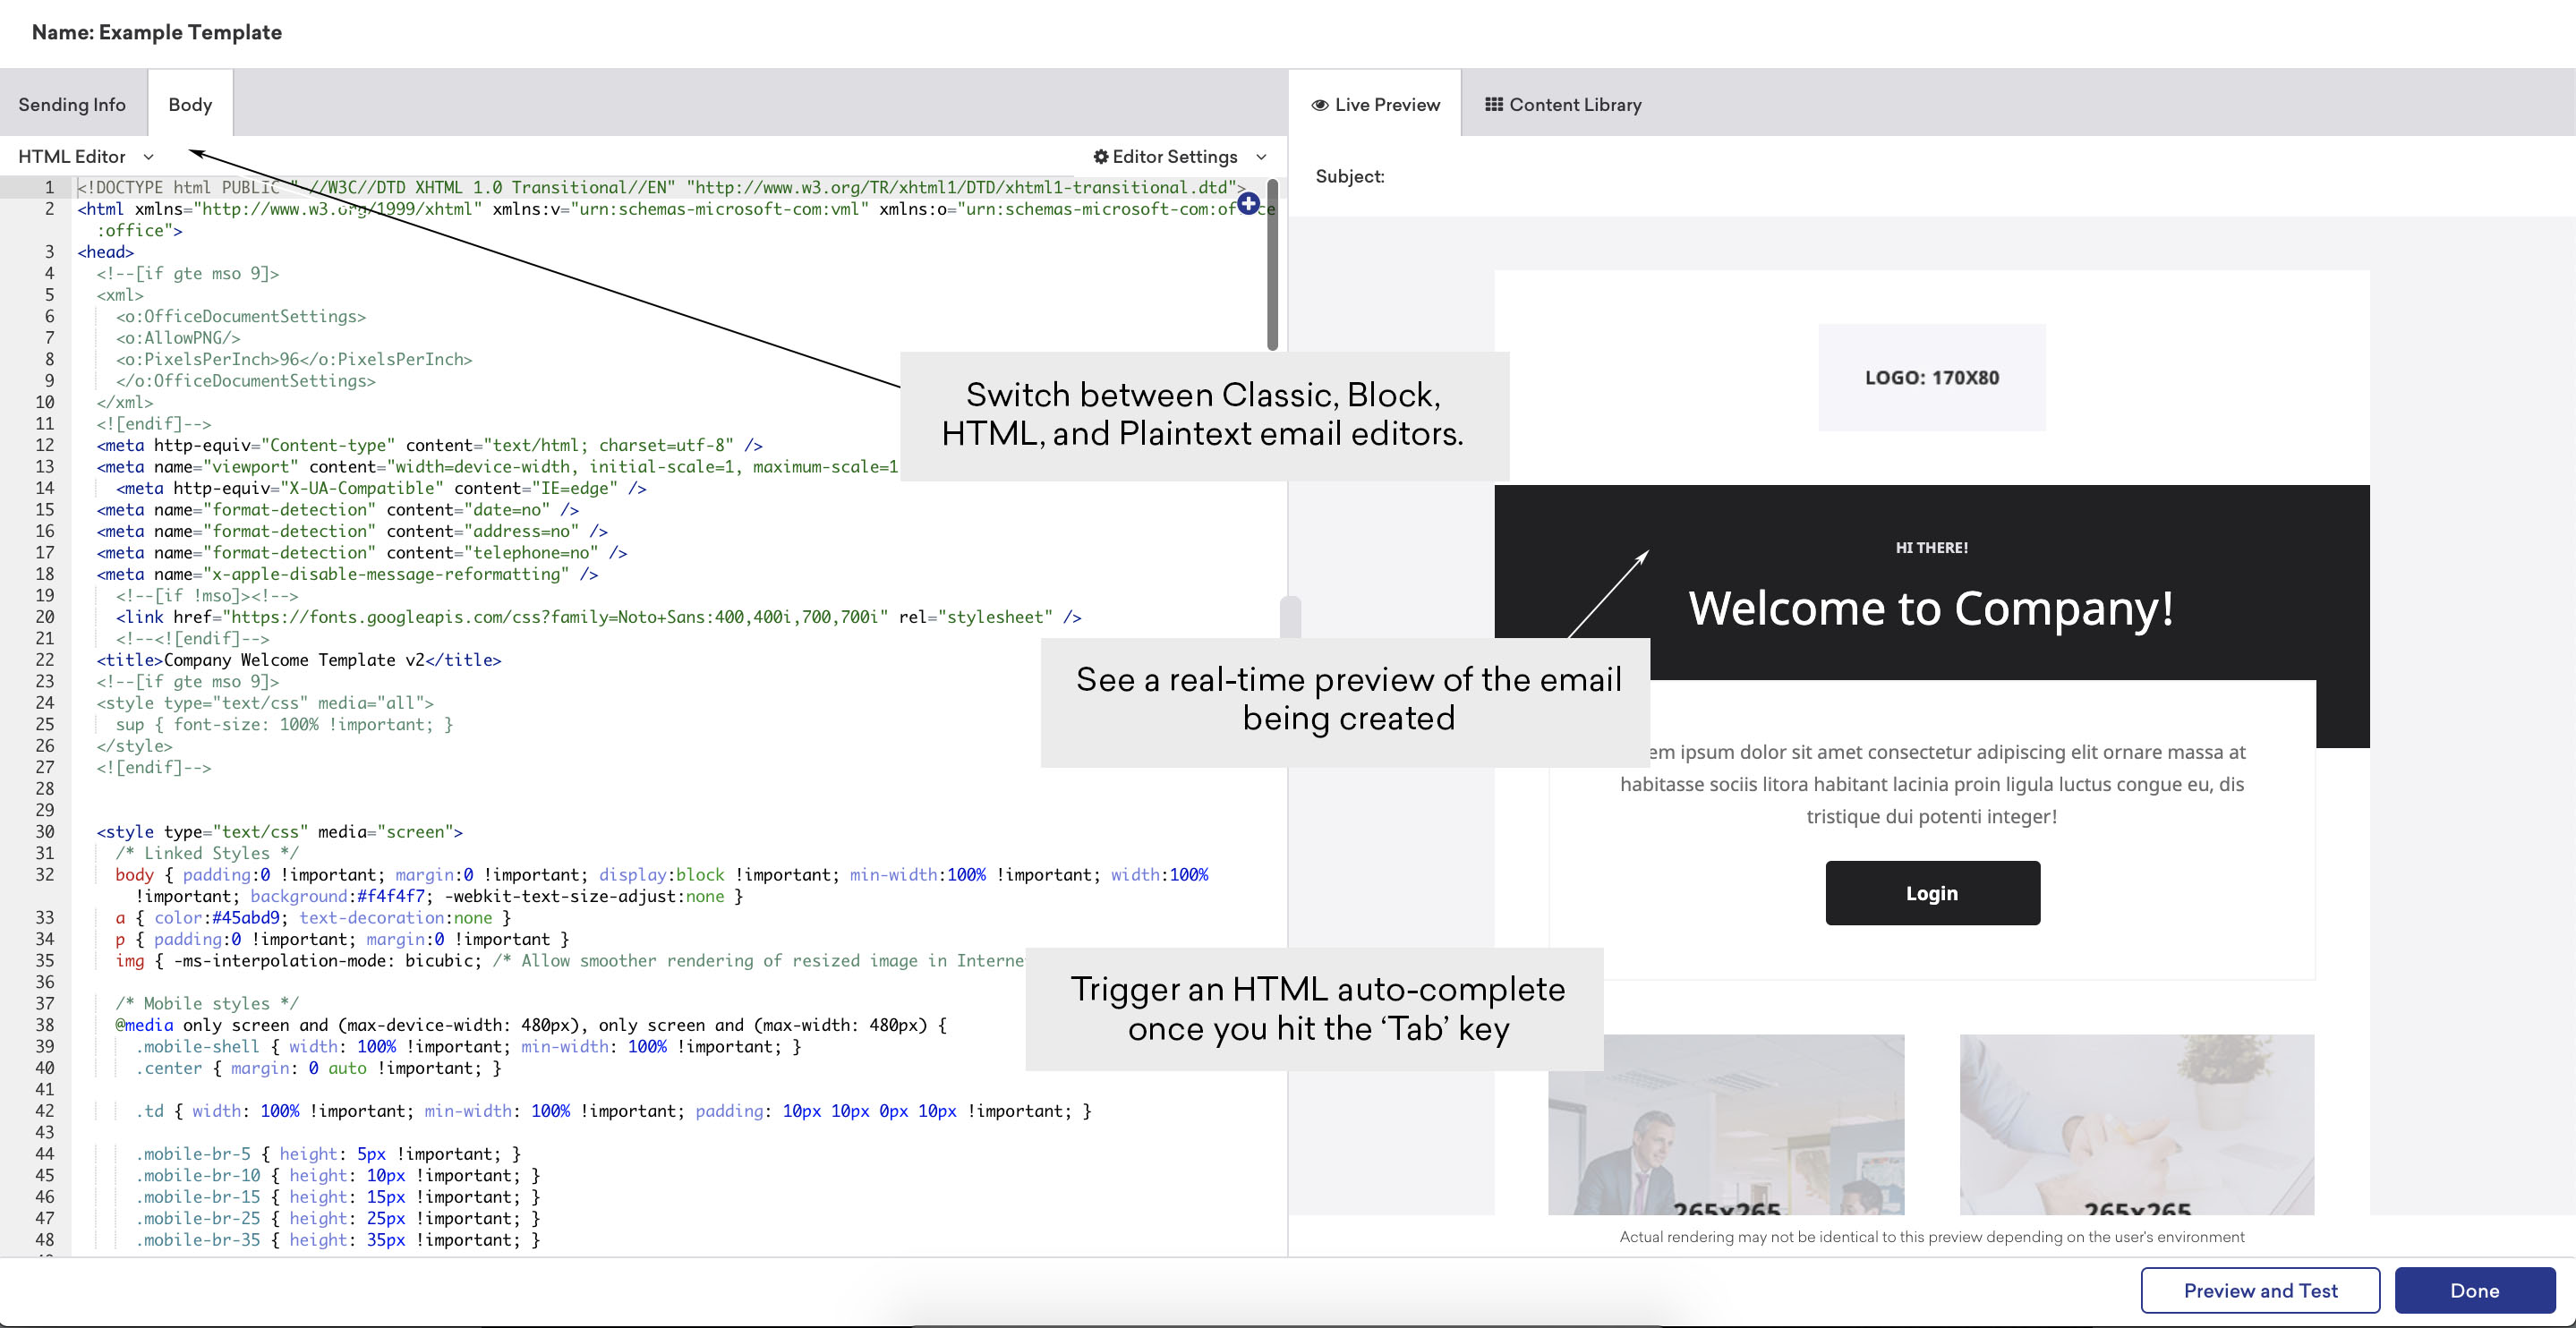 Name: Example Template
Sending Info
Body
HTML Editor
Editor Settings
1 <!DOCTYPE html PUBLIC "-//W3C//DTD XHTML 1.0 Transitional//EN" "http://www.w3.org/TR/xhtml1/DTD/xhtml1-transitional.dtd">
2 <html xmlns="http://www.w3.org/1999/xhtml" xmlns:v="urn:schemas-microsoft-com:vml" xmlns:o="urn:schemas-microsoft-com:office
:office">
3 <head>
4 <!--[if gte mso 9]>
5 <xml>
6 <o:OfficeDocumentSettings>
7 <o:AllowPNG/>
8 <o:PixelsPerInch>96</o:PixelsPerInch>
9 </o:OfficeDocumentSettings>
10 </xml>
11 <![endif]-->
12 <meta http-equiv="Content-type" content="text/html; charset=utf-8" />
13 <meta name="viewport" content="width=device-width, initial-scale=1, maximum-scale=1
14 <meta http-equiv="X-UA-Compatible" content="IE=edge" />
15 <meta name="format-detection" content="date=no" />
16 <meta name="format-detection" content="address=no" />
17 <meta name="format-detection" content="telephone=no" />
18 <meta name="x-apple-disable-message-reformatting" />
19 <!--[if !mso]><!-->
20 <link href="https://fonts.googleapis.com/css?family=Noto+Sans:400,400i,700,700i" rel="stylesheet" />
21 <!--<![endif]-->
22 <title>Company Welcome Template v2</title>
23 <!--[if gte mso 9]>
24 <style type="text/css" media="all">
25 sup { font-size: 100% !important; }
26 </style>
27 <![endif]-->
28
29
30 <style type="text/css" media="screen">
31 /* Linked Styles */
32 body { padding:0 !important; margin:0 !important; display:block !important; min-width:100% !important; width:100%
!important; background:#f4f4f7; -webkit-text-size-adjust:none }
33 a { color:#45abd9; text-decoration:none }
34 p { padding:0 !important; margin:0 !important }
35 img { -ms-interpolation-mode: bicubic; /* Allow smoother rendering of resized image in Interne
36
37 /* Mobile styles */
38 @media only screen and (max-device-width: 480px), only screen and (max-width: 480px) {
39 .mobile-shell { width: 100% !important; min-width: 100% !important; }
40 .center { margin: 0 auto !important; }
41
42 .td { width: 100% !important; min-width: 100% !important; padding: 10px 10px 0px 10px !important; }
43
44 .mobile-br-5 { height: 5px !important; }
45 .mobile-br-10 { height: 10px !important; }
46 .mobile-br-15 { height: 15px !important; }
47 .mobile-br-25 { height: 25px !important; }
48 .mobile-br-35 { height: 35px !important; }
Switch between Classic, Block,
HTML, and Plaintext email editors.
See a real-time preview of the email
being created
Trigger an HTML auto-complete
once you hit the ‘Tab’ key
Live Preview
Content Library
Subject:
LOGO: 170X80
HI THERE!
Welcome to Company!
em ipsum dolor sit amet consectetur adipiscing elit ornare massa at
habitasse sociis litora habitant lacinia proin ligula luctus congue eu, dis
tristique dui potenti integer!
Login
265x265
265x265
Actual rendering may not be identical to this preview depending on the user's environment
Preview and Test
Done